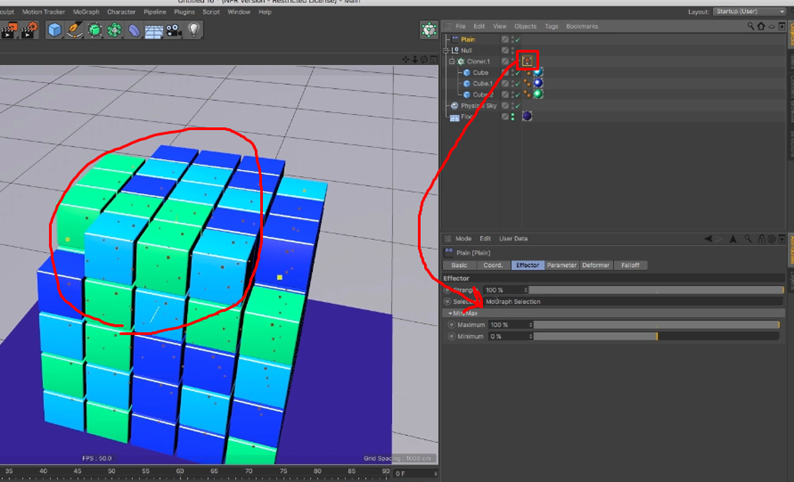 Untitled 10 - [NFR Version - Restricted License] - Main
Sculpt Motion Tracker MoGraph Character Pipeline Plugins Script Window Help
Layout: Startup (User)
File Edit View Objects Tags Bookmarks
Plain
Null
Cloner.1
Cube
Cube.1
Cube.2
Physical Sky
Floor
Mode Edit User Data
Plain [Plain]
Basic Coord. Effector Parameter Deformer Falloff
Effector
Strength 100 %
Selection MoGraph Selection
Min/Max
Maximum 100 %
Minimum 0 %
FPS : 50.0
Grid Spacing : 1000 cm
35 40 45 50 55 60 65 70 75 80 85 90 0 F